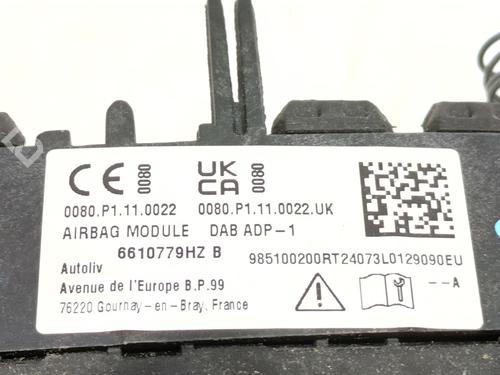 CE 0080 UK CA 0080
0080.P1.11.0022 0080.P1.11.0022.UK
AIRBAG MODULE DAB ADP-1
6610779HZ B
985100200RT24073L0129090EU
Autoliv
Avenue de l'Europe B.P.99
76220 Gournay-en-Bray, France
--A